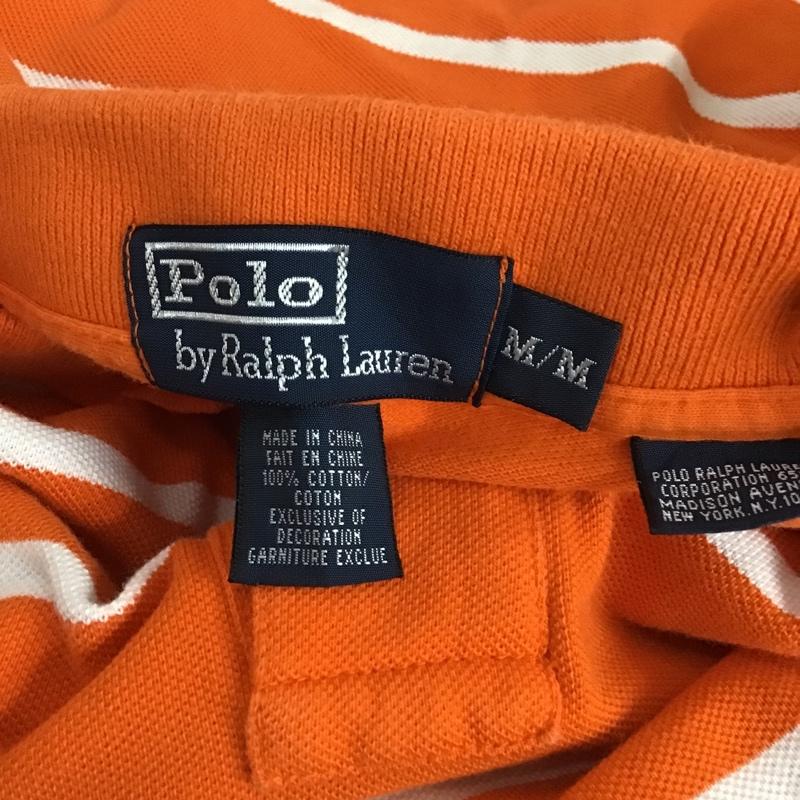 Polo
by Ralph Lauren
M/M
MADE IN CHINA
FAIT EN CHINE
100% COTTON/
COTON
EXCLUSIVE OF
DECORATION
GARNITURE EXCLUE
POLO RALPH
CORPORATION
MADISON
NEW YORK, N.Y.